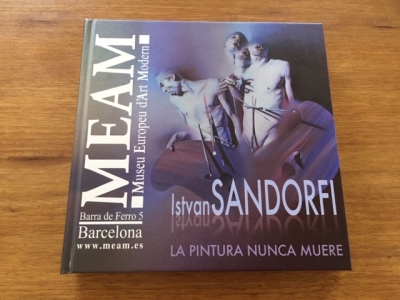 MEAM
Museu Europeu d'Art Modern
Barra de Ferro 5
Barcelona
www.meam.es
Istvan SANDORFI
LA PINTURA NUNCA MUERE